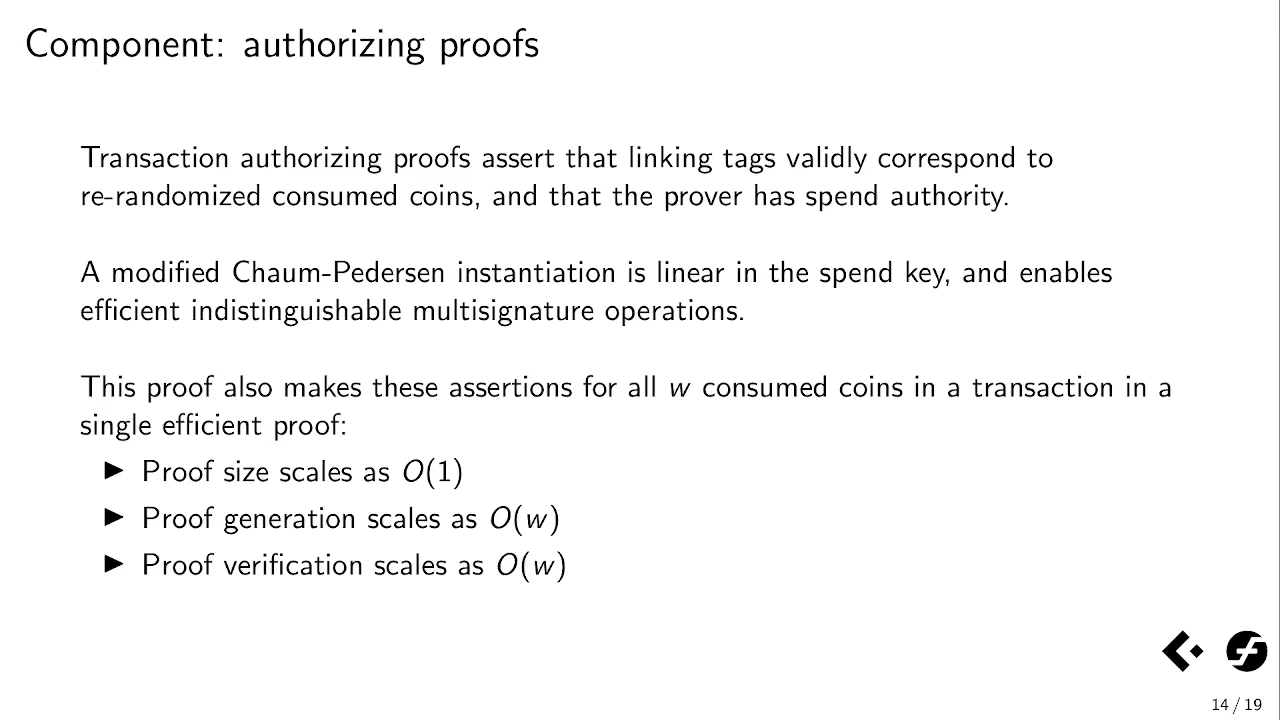 Component: authorizing proofs
Transaction authorizing proofs assert that linking tags validly correspond to
re-randomized consumed coins, and that the prover has spend authority.
A modified Chaum-Pedersen instantiation is linear in the spend key, and enables
efficient indistinguishable multisignature operations.
This proof also makes these assertions for all w consumed coins in a transaction in a
single efficient proof:
▶ Proof size scales as O(1)
▶ Proof generation scales as O(w)
▶ Proof verification scales as O(w)
14 / 19